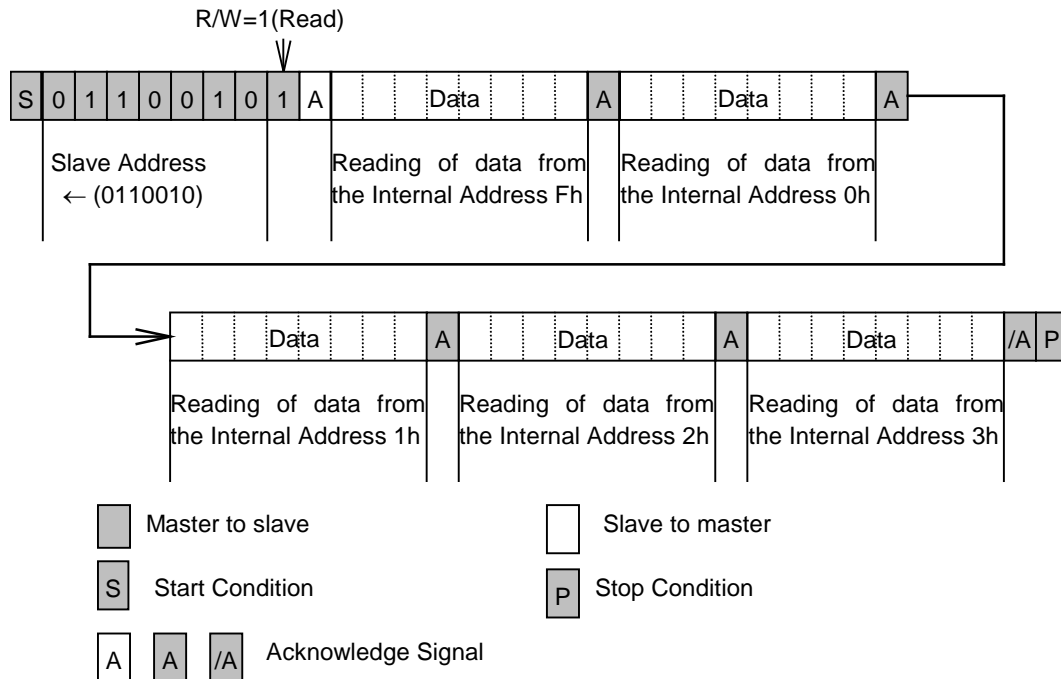 R/W=1(Read)
S 0 1 1 0 0 1 0 1 A Data A Data A
Slave Address
← (0110010)
Reading of data from
the Internal Address Fh
Reading of data from
the Internal Address 0h
Data A Data A Data /A P
Reading of data from
the Internal Address 1h
Reading of data from
the Internal Address 2h
Reading of data from
the Internal Address 3h
Master to slave
Slave to master
S Start Condition
P Stop Condition
A A /A Acknowledge Signal